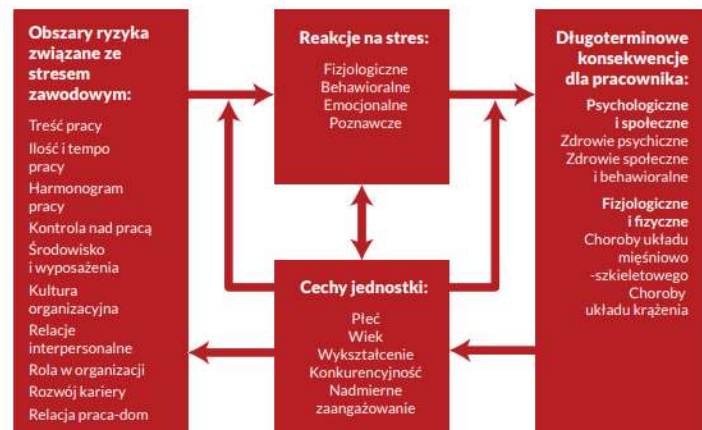 Obszary ryzyka
związane ze
stresem
zawodowym:
Treść pracy
Ilość i tempo
pracy
Harmonogram
pracy
Kontrola nad pracą
Środowisko
i wyposażenia
Kultura
organizacyjna
Relacje
interpersonalne
Rola w organizacji
Rozwój kariery
Relacja praca-dom
Reakcje na stres:
Fizjologiczne
Behawioralne
Emocjonalne
Poznawcze
Cechy jednostki:
Płeć
Wiek
Wykształcenie
Konkurencyjność
Nadmierne
zaangażowanie
Długoterminowe
konsekwencje
dla pracownika:
Psychologiczne
i społeczne
Zdrowie psychiczne
Zdrowie społeczne
i behawioralne
Fizjologiczne
i fizyczne
Choroby układu
mięśniowo
-szkieletowego
Choroby
układu krążenia